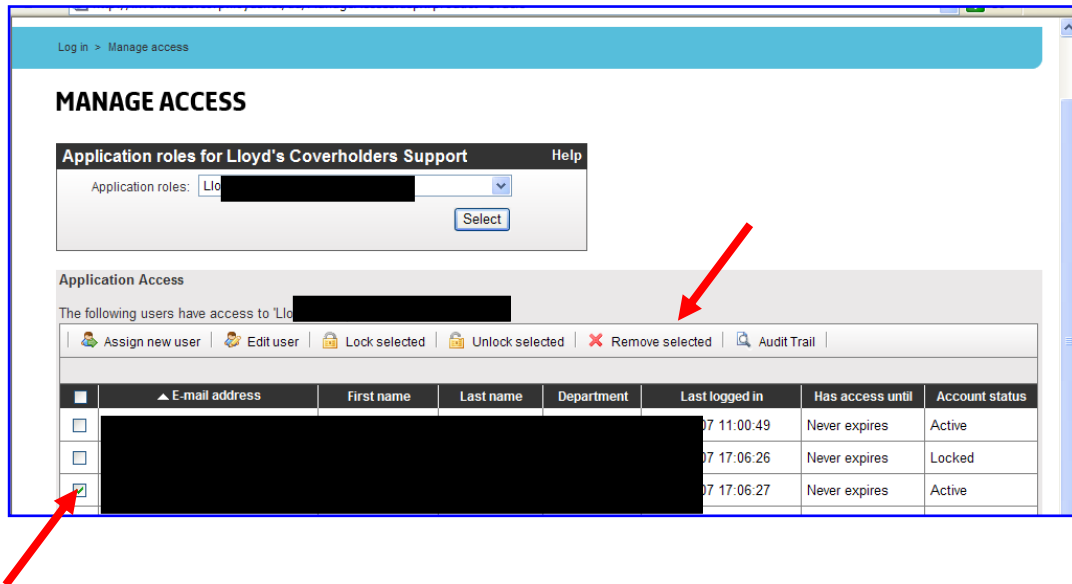 Log in > Manage access
MANAGE ACCESS
Application roles for Lloyd's Coverholders Support Help
Application roles: Llo
Select
Application Access
The following users have access to 'Llo
Assign new user Edit user Lock selected Unlock selected Remove selected Audit Trail
E-mail address First name Last name Department Last logged in Has access until Account status
07 11:00:49 Never expires Active
07 17:06:26 Never expires Locked
07 17:06:27 Never expires Active